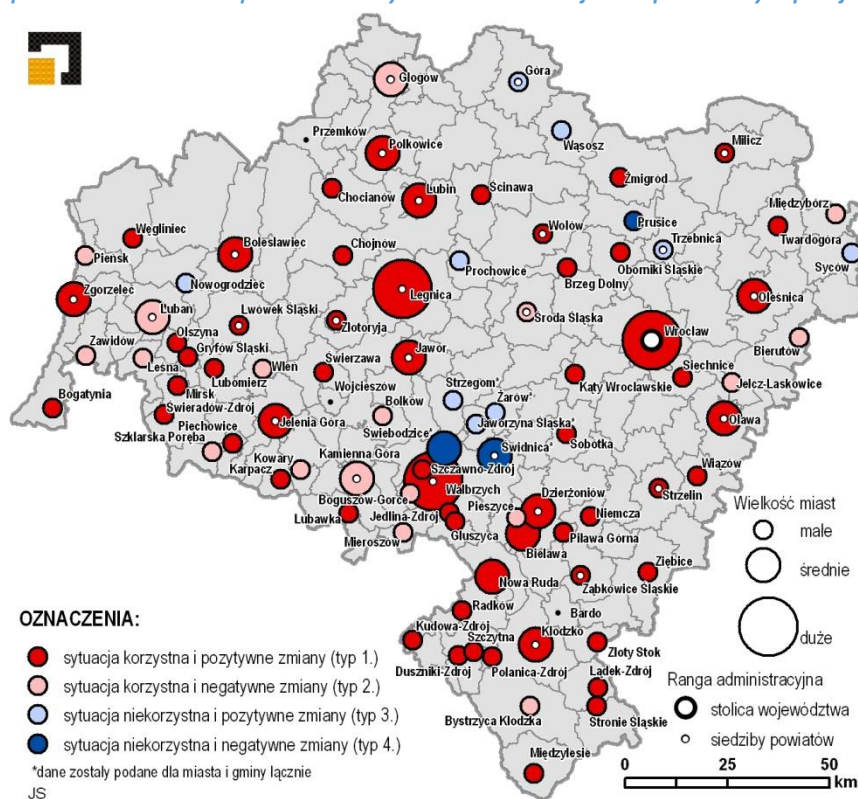 Głogów
Góra
Przemków
Polkowice
Wąsosz
Milicz
Chocianów
Lubin
Ścinawa
Żmigród
Międzybórz
Węgliniec
Bolesławiec
Chojnów
Wołów
Prusice
Trzebnica
Twardogóra
Pieńsk
Prochowice
Oborniki Śląskie
Syców
Nowogrodziec
Brzeg Dolny
Zgorzelec
Legnica
Oleśnica
Lubań
Lwówek Śląski
Złotoryja
Środa Śląska
Olszyna
Wrocław
Zawidów
Gryfów Śląski
Jawor
Bierutów
Leśna
Wleń
Świerzawa
Siechnice
Lubomierz
Kąty Wrocławskie
Jelcz-Laskowice
Mirsk
Wojcieszów
Strzegom*
Żarów*
Bogatynia
Świeradów-Zdrój
Bolków
Jaworzyna Śląska*
Piechowice
Jelenia Góra
Świebodzice*
Sobótka
Oława
Szklarska Poręba
Kamienna Góra
Świdnica*
Kowary
Szczawno-Zdrój
Wiązów
Karpacz
Wałbrzych
Dzierżoniów
Strzelin
Boguszów-Gorce
Pieszyce
Niemcza
Lubawka
Jedlina-Zdrój
Głuszyca
Piława Górna
Mieroszów
Bielawa
Ziębice
Nowa Ruda
Ząbkowice Śląskie
Radków
Bardo
Kudowa-Zdrój
Kłodzko
Szczytna
Złoty Stok
Duszniki-Zdrój
Polanica-Zdrój
Lądek-Zdrój
Bystrzyca Kłodzka
Stronie Śląskie
Międzylesie
Wielkość miast
małe
średnie
duże
Ranga administracyjna
stolica województwa
siedziby powiatów
0 25 50
km
OZNACZENIA:
sytuacja korzystna i pozytywne zmiany (typ 1.)
sytuacja korzystna i negatywne zmiany (typ 2.)
sytuacja niekorzystna i pozytywne zmiany (typ 3.)
sytuacja niekorzystna i negatywne zmiany (typ 4.)
*dane zostały podane dla miasta i gminy łącznie
JS